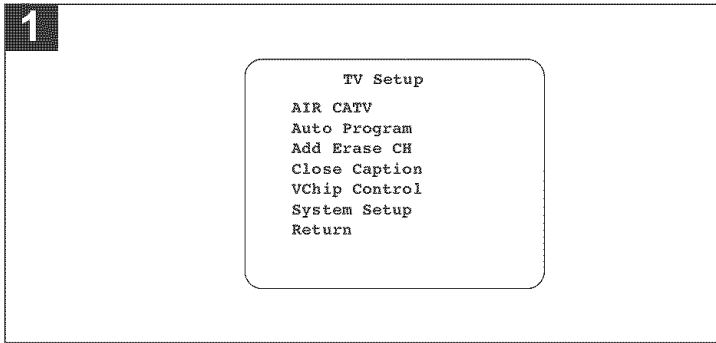 1
TV Setup
AIR CATV
Auto Program
Add Erase CH
Close Caption
VChip Control
System Setup
Return